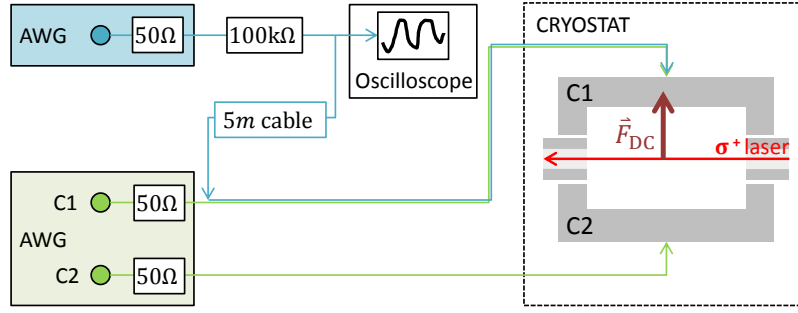 AWG
50Ω
100kΩ
Oscilloscope
5m cable
C1
50Ω
AWG
C2
50Ω
CRYOSTAT
C1
F⃗DC
σ+ laser
C2